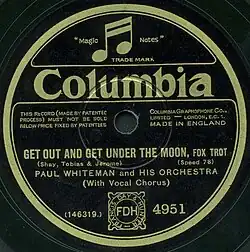 "Magic Notes"
TRADE MARK
Columbia
THIS RECORD (MADE BY PATENTED
PROCESS) MUST NOT BE SOLD
BELOW PRICE FIXED BY PATENTEES
COLUMBIA GRAPHOPHONE CO.,
LIMITED — LONDON, E.C. 1.
MADE IN ENGLAND
GET OUT AND GET UNDER THE MOON, FOX TROT
(Shay, Tobias & Jerome) (Speed 78)
PAUL WHITEMAN AND HIS ORCHESTRA
(With Vocal Chorus)
(146319.) FDH 4951